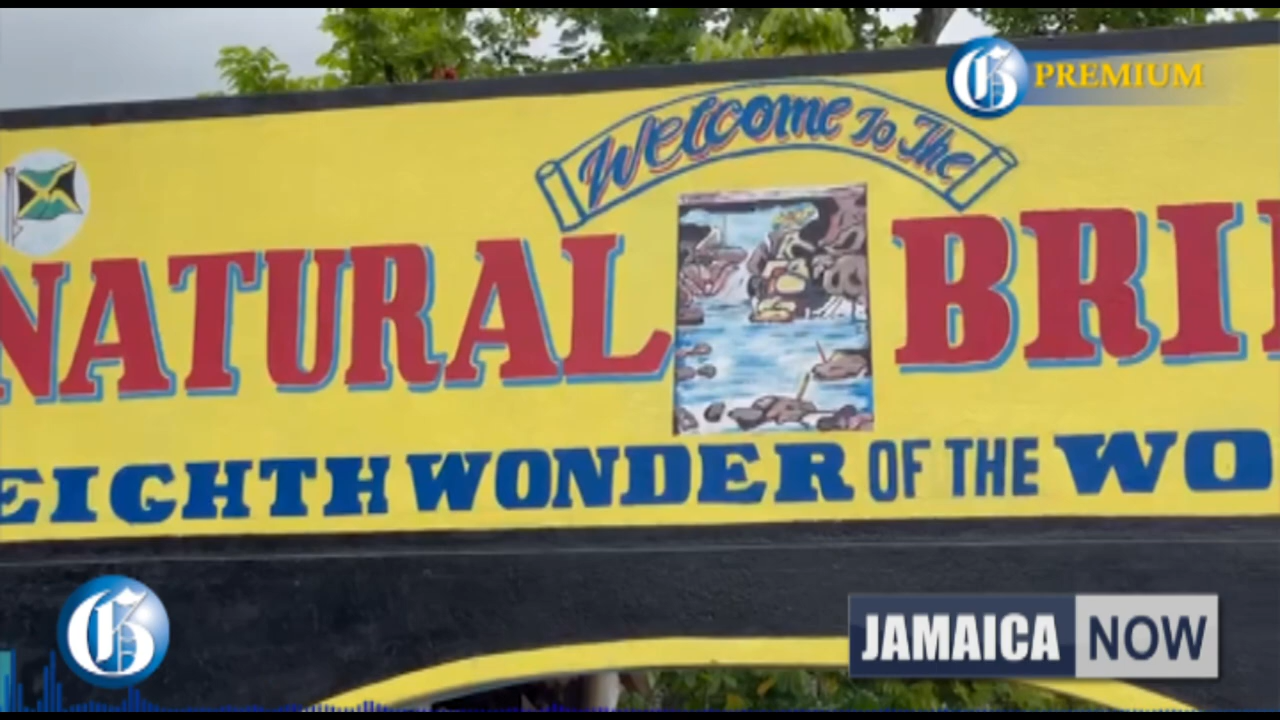 G PREMIUM
Welcome To The
NATURAL BRI
EIGHTH WONDER OF THE WO
G
JAMAICA NOW